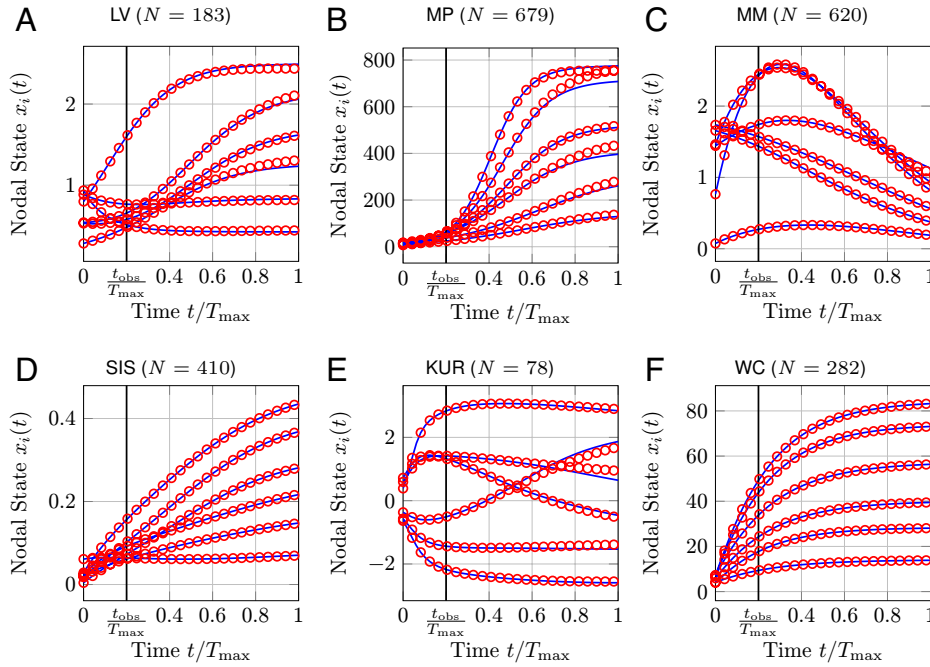 A
LV (N = 183)
Nodal State x_i(t)
2
1
0
t_obs/T_max
0.4
0.6
0.8
1
Time t/T_max
B
MP (N = 679)
Nodal State x_i(t)
800
600
400
200
0
0
t_obs/T_max
0.4
0.6
0.8
1
Time t/T_max
C
MM (N = 620)
Nodal State x_i(t)
2
1
0
0
t_obs/T_max
0.4
0.6
0.8
1
Time t/T_max
D
SIS (N = 410)
Nodal State x_i(t)
0.4
0.2
0
0
t_obs/T_max
0.4
0.6
0.8
1
Time t/T_max
E
KUR (N = 78)
Nodal State x_i(t)
2
0
−2
0
t_obs/T_max
0.4
0.6
0.8
1
Time t/T_max
F
WC (N = 282)
Nodal State x_i(t)
80
60
40
20
0
0
t_obs/T_max
0.4
0.6
0.8
1
Time t/T_max